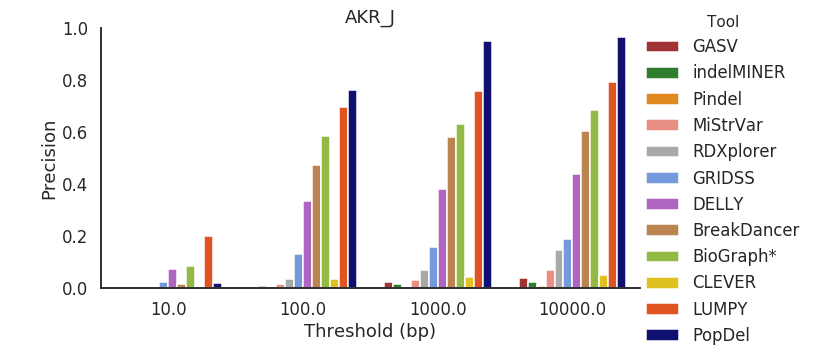 AKR_J
Precision
1.0
0.8
0.6
0.4
0.2
0.0
10.0
100.0
1000.0
10000.0
Threshold (bp)
Tool
GASV
indelMINER
Pindel
MiStrVar
RDXplorer
GRIDSS
DELLY
BreakDancer
BioGraph*
CLEVER
LUMPY
PopDel